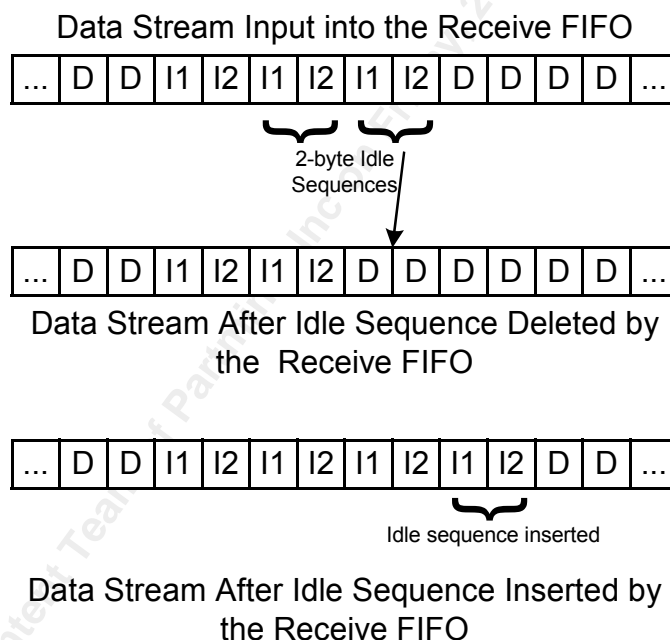 Data Stream Input into the Receive FIFO
... D D I1 I2 I1 I2 I1 I2 D D D D ...
2-byte Idle
Sequences
... D D I1 I2 I1 I2 D D D D D D ...
Data Stream After Idle Sequence Deleted by
the Receive FIFO
... D D I1 I2 I1 I2 I1 I2 I1 I2 D D ...
Idle sequence inserted
Data Stream After Idle Sequence Inserted by
the Receive FIFO